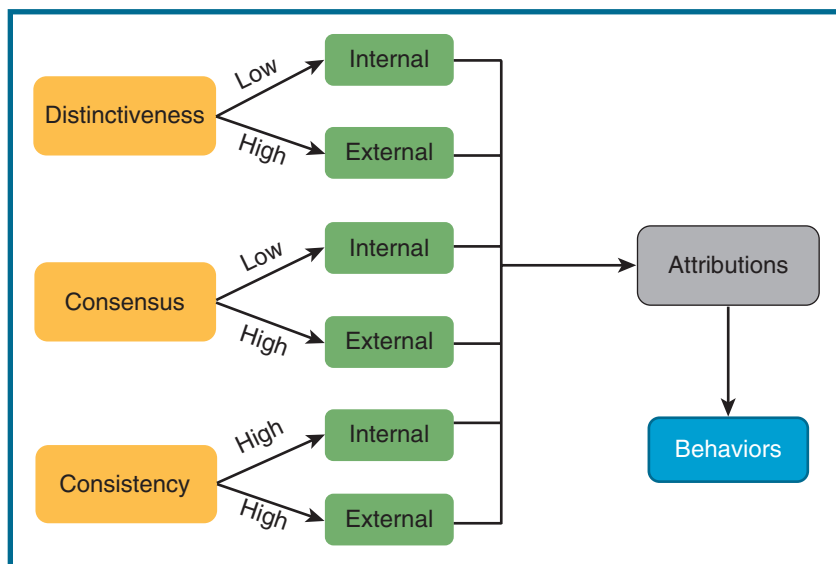 Distinctiveness
Low
Internal
High
External
Consensus
Low
Internal
High
External
Consistency
High
Internal
High
External
Attributions
Behaviors